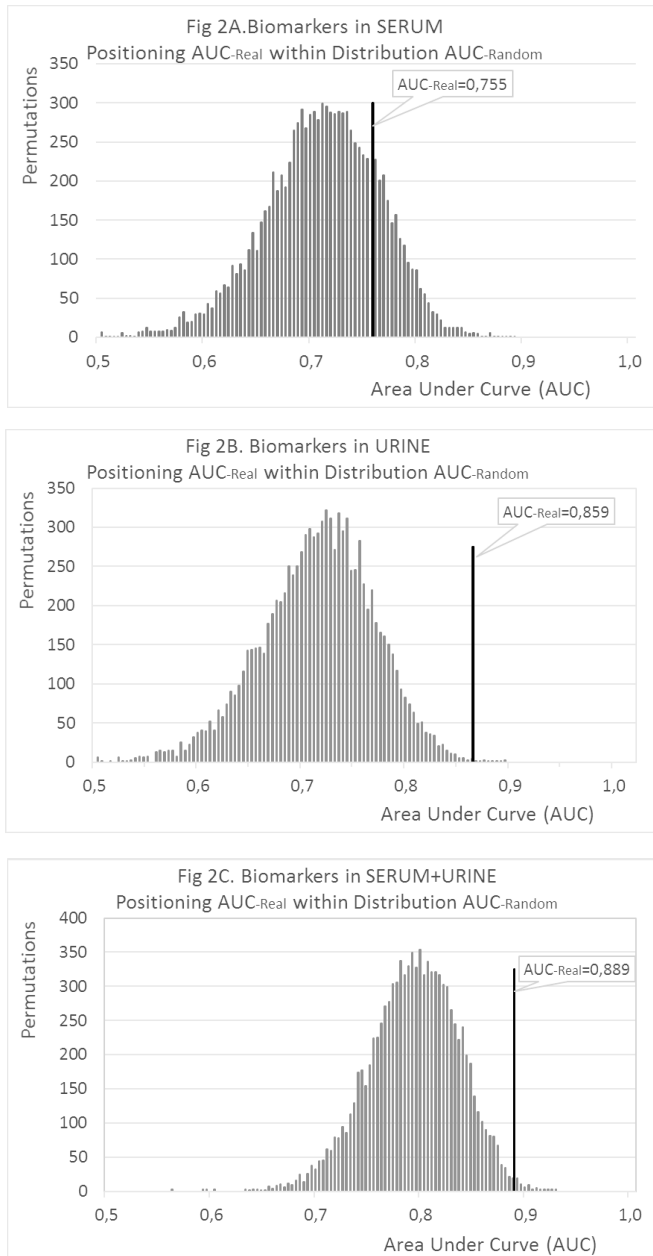 Fig 2A.Biomarkers in SERUM
Positioning AUC-Real within Distribution AUC-Random
AUC-Real=0,755
Permutations
350
300
250
200
150
100
50
0
0,5 0,6 0,7 0,8 0,9 1,0
Area Under Curve (AUC)
Fig 2B. Biomarkers in URINE
Positioning AUC-Real within Distribution AUC-Random
AUC-Real=0,859
Permutations
350
300
250
200
150
100
50
0
0,5 0,6 0,7 0,8 0,9 1,0
Area Under Curve (AUC)
Fig 2C. Biomarkers in SERUM+URINE
Positioning AUC-Real within Distribution AUC-Random
AUC-Real=0,889
Permutations
400
350
300
250
200
150
100
50
0
0,5 0,6 0,7 0,8 0,9 1,0
Area Under Curve (AUC)